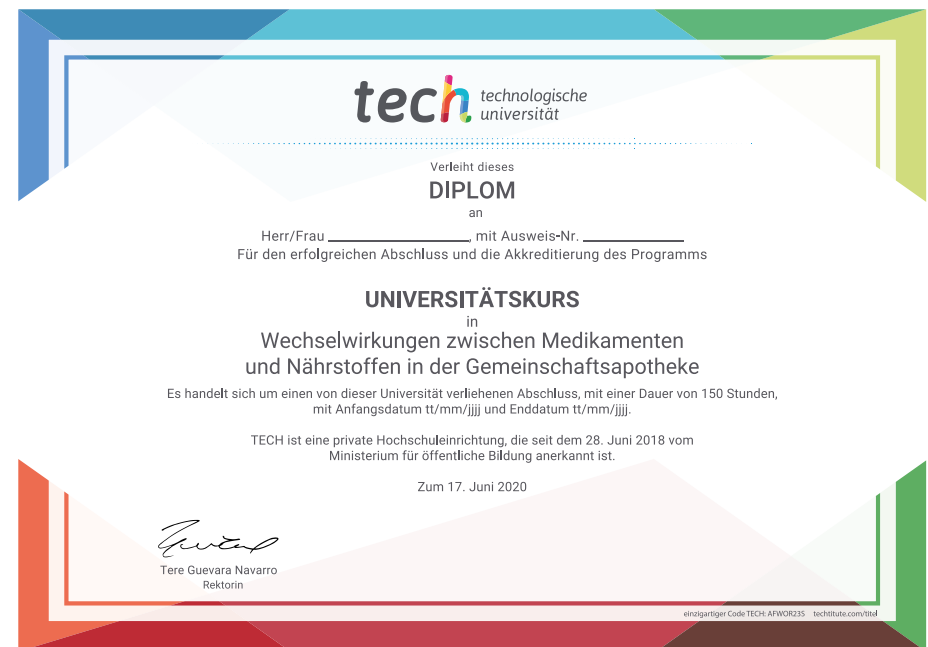 tech technologische
universität
Verleiht dieses
DIPLOM
an
Herr/Frau ____________________, mit Ausweis-Nr. ______________
Für den erfolgreichen Abschluss und die Akkreditierung des Programms
UNIVERSITÄTSKURS
in
Wechselwirkungen zwischen Medikamenten
und Nährstoffen in der Gemeinschaftsapotheke
Es handelt sich um einen von dieser Universität verliehenen Abschluss, mit einer Dauer von 150 Stunden,
mit Anfangsdatum tt/mm/jjjj und Enddatum tt/mm/jjjj.
TECH ist eine private Hochschuleinrichtung, die seit dem 28. Juni 2018 vom
Ministerium für öffentliche Bildung anerkannt ist.
Zum 17. Juni 2020
Tere Guevara Navarro
Rektorin
einzigartiger Code TECH: AFWOR23S techtitute.com/titel